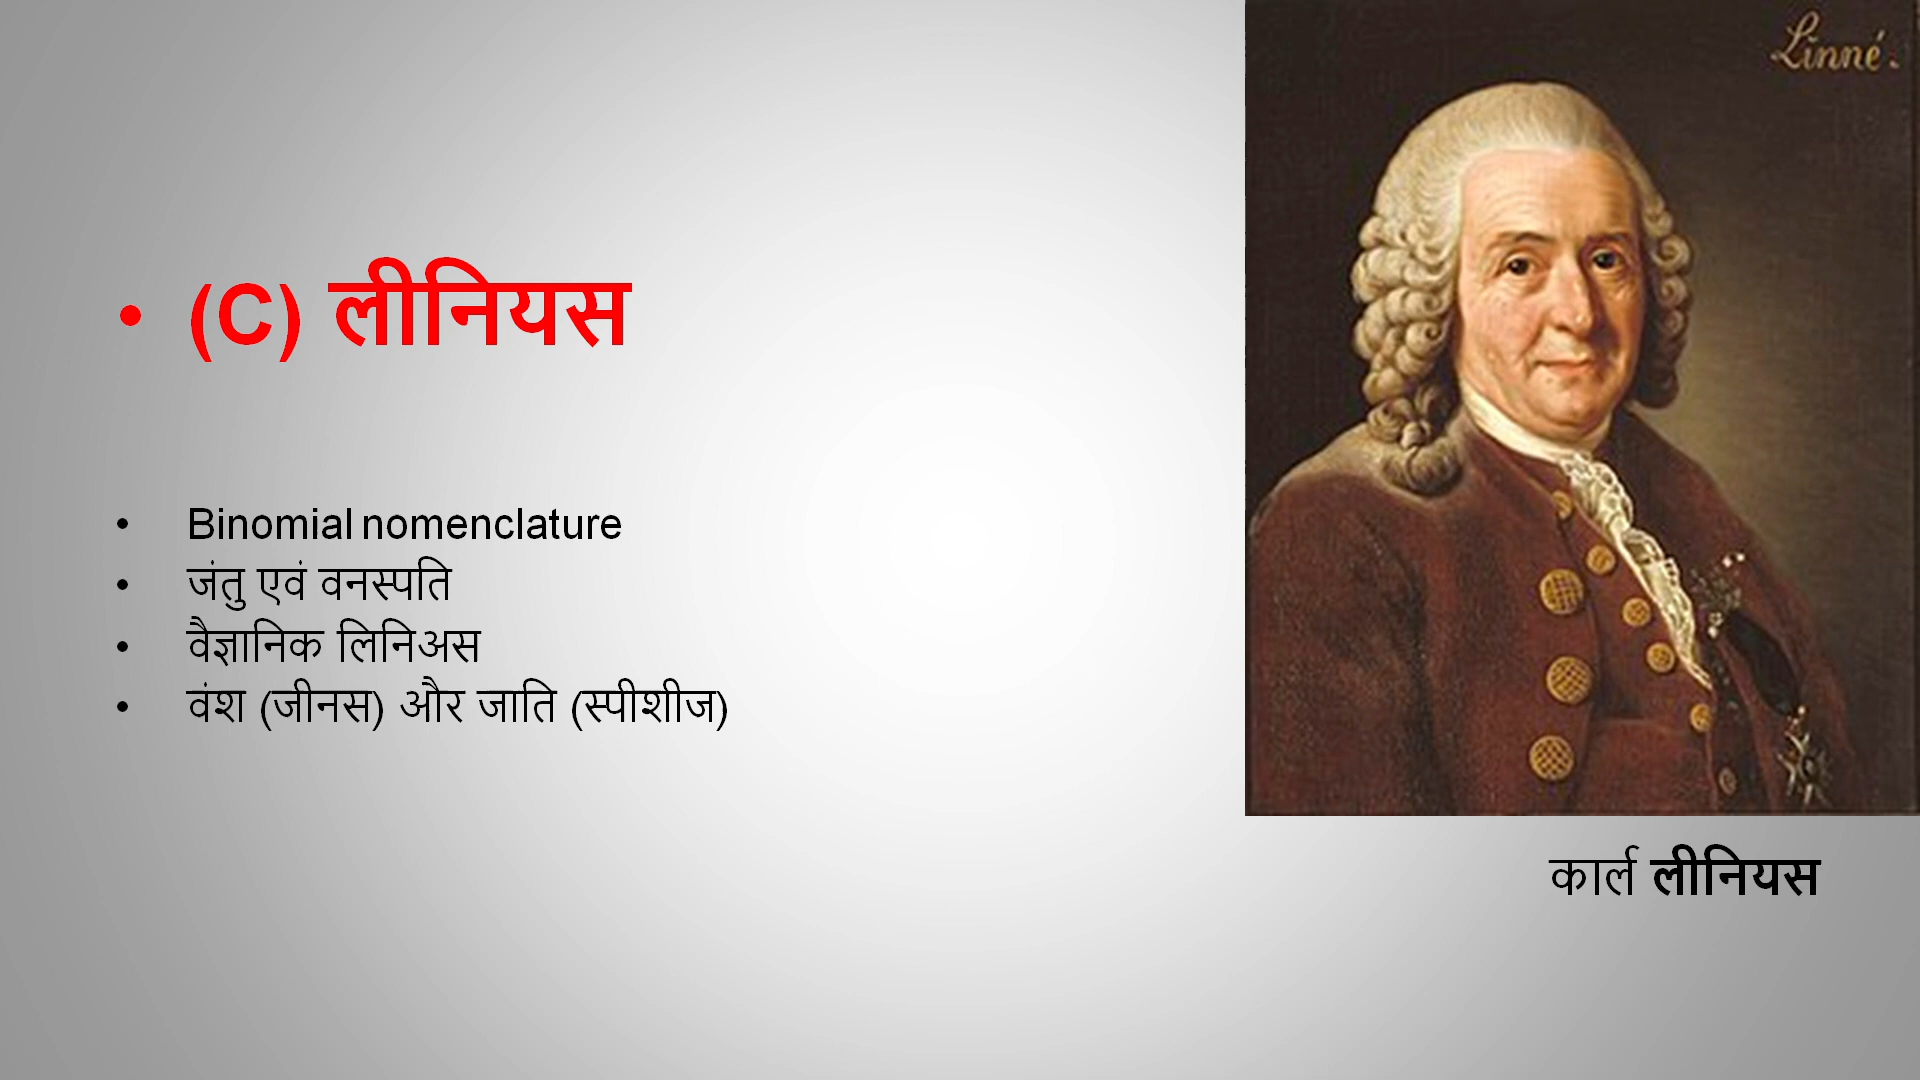 • (C) लीनियस
• Binomial nomenclature
• जंतु एवं वनस्पति
• वैज्ञानिक लिनिअस
• वंश (जीनस) और जाति (स्पीशीज)
Linné.
कार्ल लीनियस